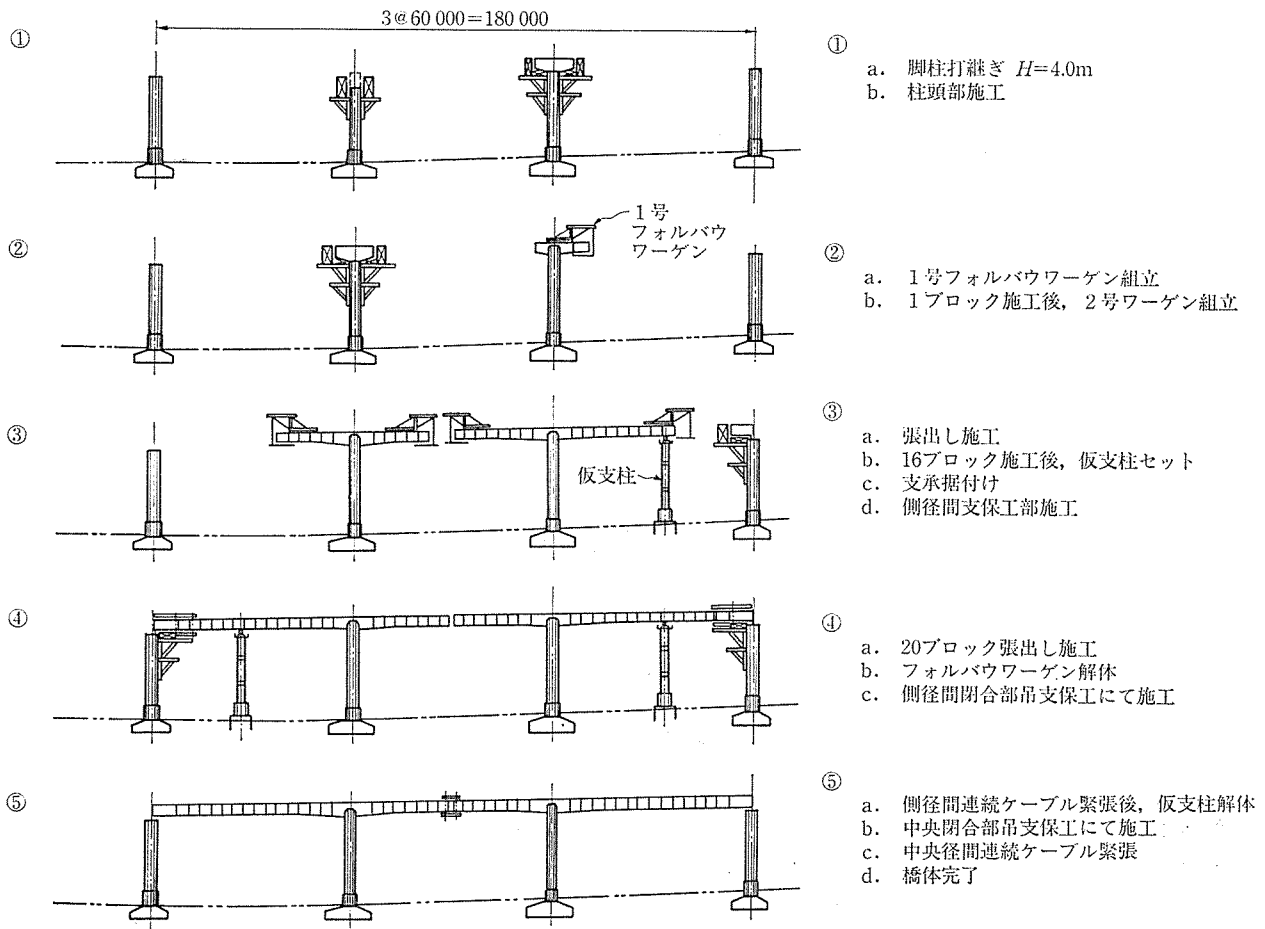 3@60 000=180 000
①
①
a. 脚柱打継ぎ H=4.0m
b. 柱頭部施工
②
1号
フォルバウ
ワーゲン
②
a. 1号フォルバウワーゲン組立
b. 1ブロック施工後, 2号ワーゲン組立
③
仮支柱
③
a. 張出し施工
b. 16ブロック施工後, 仮支柱セット
c. 支承据付け
d. 側径間支保工部施工
④
④
a. 20ブロック張出し施工
b. フォルバウワーゲン解体
c. 側径間閉合部吊支保工にて施工
⑤
⑤
a. 側径間連続ケーブル緊張後, 仮支柱解体
b. 中央閉合部吊支保工にて施工
c. 中央径間連続ケーブル緊張
d. 橋体完了